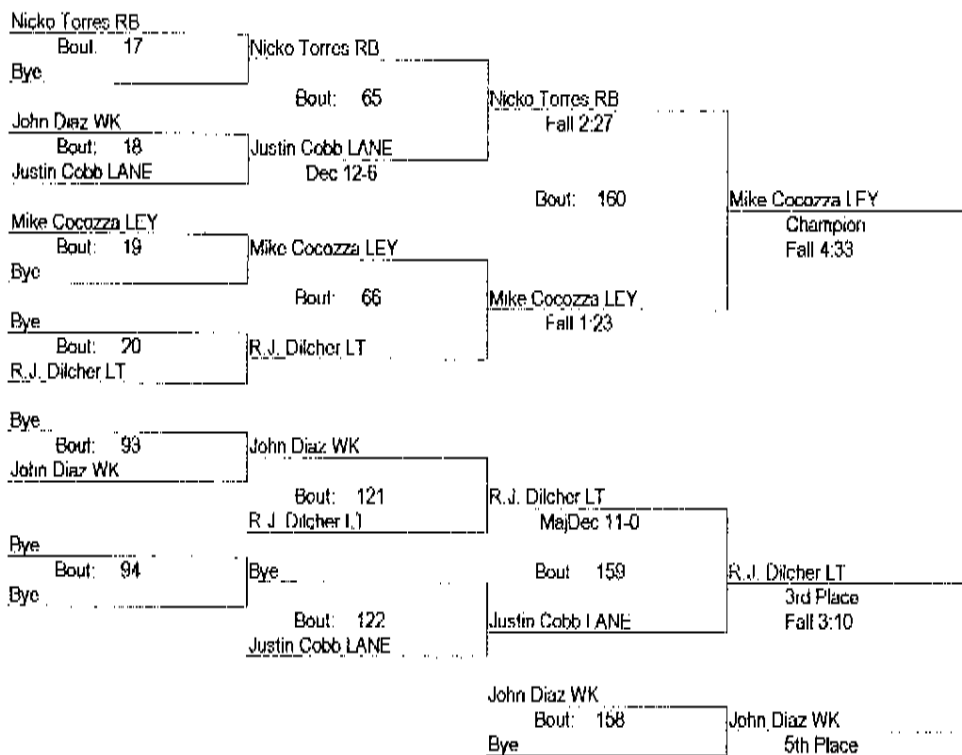 Nicko Torres RB
Bout: 17
Bye
Nicko Torres RB
Bout: 65
John Diaz WK
Bout: 18
Justin Cobb LANE
Justin Cobb LANE
Dec 12-6
Nicko Torres RB
Fall 2:27
Bout: 160
Mike Cocozza LEY
Bout: 19
Bye
Mike Cocozza LEY
Bout: 66
Bye
Bout: 20
R.J. Dilcher LT
R.J. Dilcher LT
Mike Cocozza LEY
Fall 1:23
Mike Cocozza LEY
Champion
Fall 4:33
Bye
Bout: 93
John Diaz WK
John Diaz WK
Bout: 121
R.J. Dilcher LT
R.J. Dilcher LT
MajDec 11-0
Bye
Bout: 94
Bye
Bye
Bout: 122
Justin Cobb LANE
Bout 159
Justin Cobb LANE
R.J. Dilcher LT
3rd Place
Fall 3:10
John Diaz WK
Bout: 158
Bye
John Diaz WK
5th Place